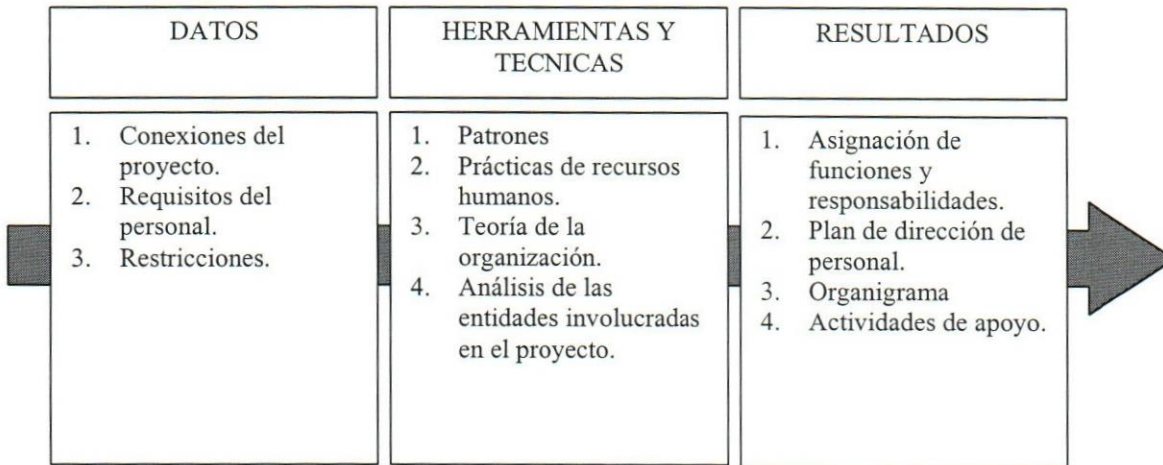 DATOS
HERRAMIENTAS Y
TECNICAS
RESULTADOS
1. Conexiones del
proyecto.
2. Requisitos del
personal.
3. Restricciones.
1. Patrones
2. Prácticas de recursos
humanos.
3. Teoría de la
organización.
4. Análisis de las
entidades involucradas
en el proyecto.
1. Asignación de
funciones y
responsabilidades.
2. Plan de dirección de
personal.
3. Organigrama
4. Actividades de apoyo.